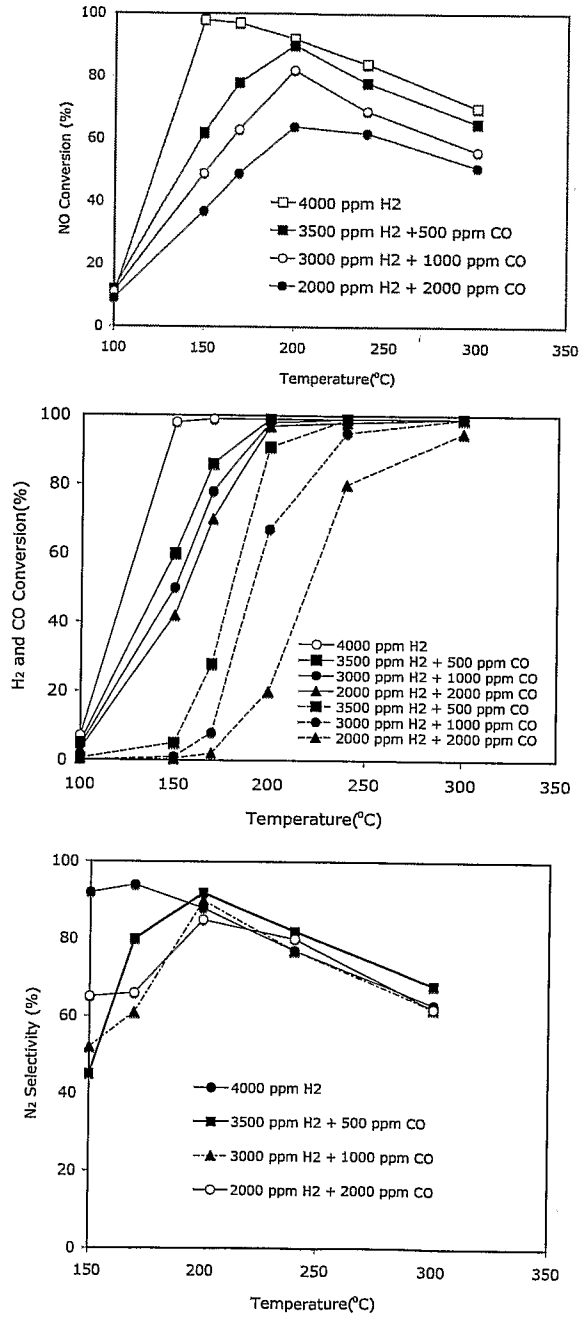 100
80
60
40
20
0
NO Conversion (%)
4000 ppm H2
3500 ppm H2 +500 ppm CO
3000 ppm H2 + 1000 ppm CO
2000 ppm H2 + 2000 ppm CO
100 150 200 250 300 350
Temperature(°C)
100
80
60
40
20
0
H2 and CO Conversion(%)
4000 ppm H2
3500 ppm H2 + 500 ppm CO
3000 ppm H2 + 1000 ppm CO
2000 ppm H2 + 2000 ppm CO
3500 ppm H2 + 500 ppm CO
3000 ppm H2 + 1000 ppm CO
2000 ppm H2 + 2000 ppm CO
100 150 200 250 300 350
Temperature(°C)
100
80
60
40
20
0
N2 Selectivity (%)
4000 ppm H2
3500 ppm H2 + 500 ppm CO
3000 ppm H2 + 1000 ppm CO
2000 ppm H2 + 2000 ppm CO
150 200 250 300 350
Temperature(°C)